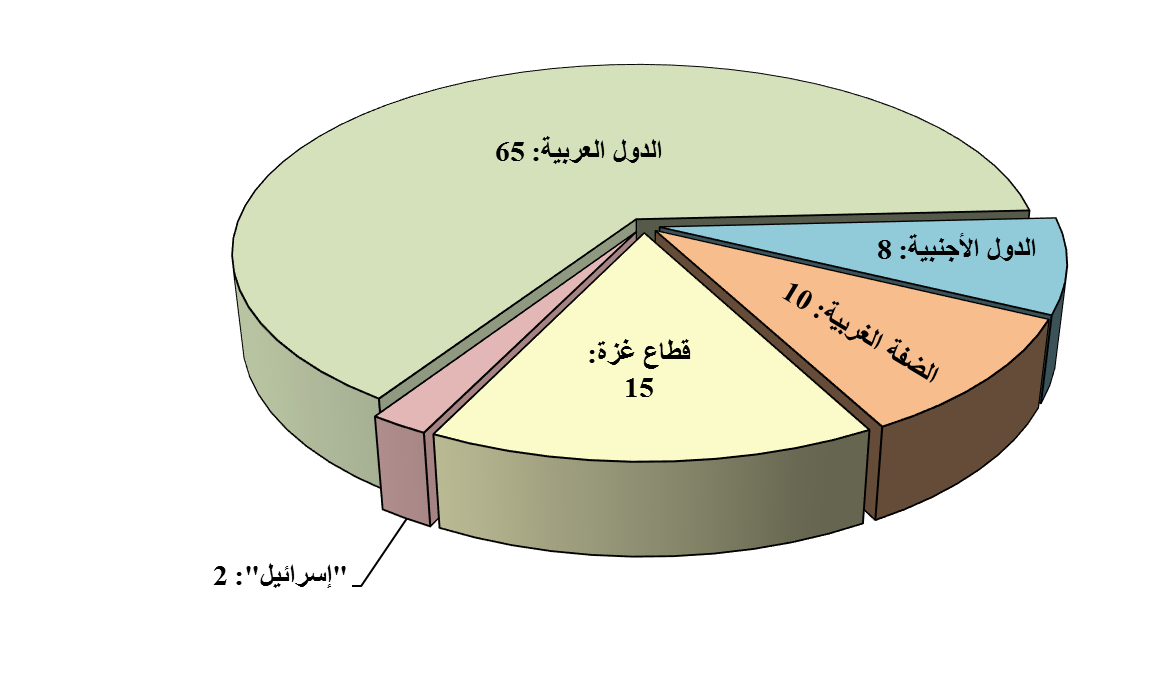 الدول العربية: 65
الدول الأجنبية: 8
الضفة الغربية: 10
قطاع غزة:
15
"إسرائيل": 2